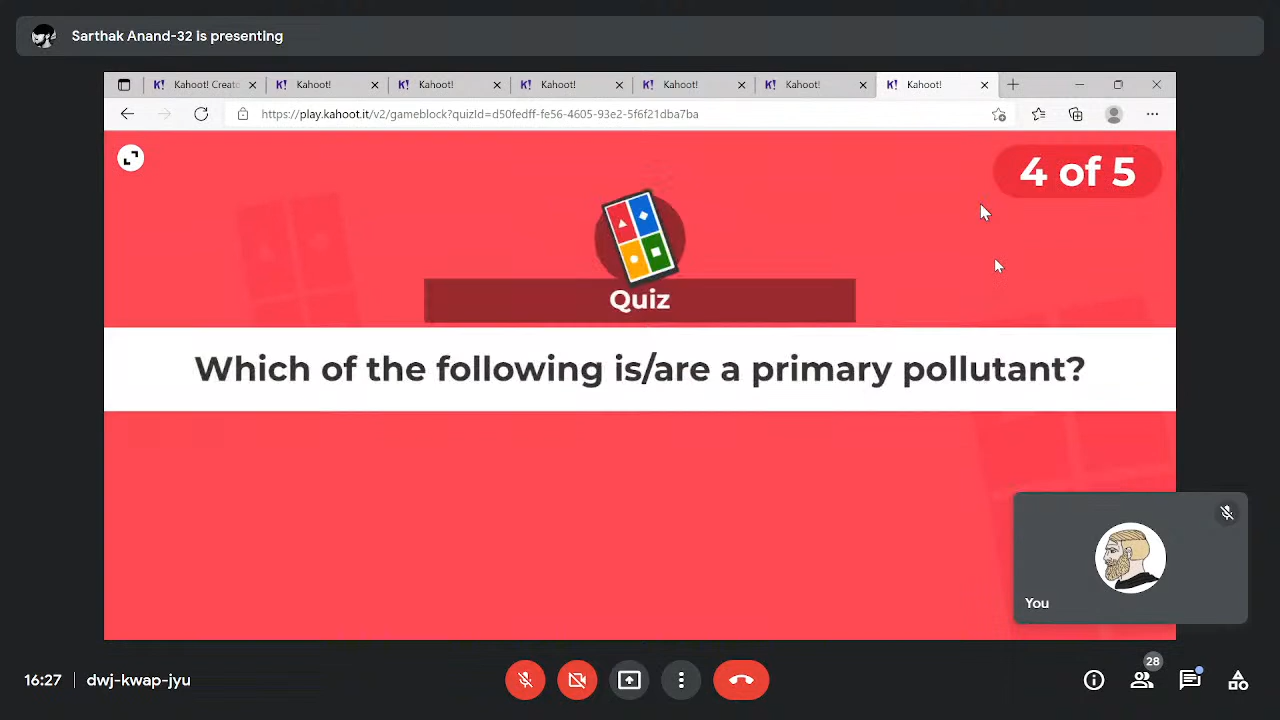 Sarthak Anand-32 is presenting
K! Kahoot! Creato K! Kahoot! K! Kahoot! K! Kahoot! K! Kahoot! K! Kahoot! K! Kahoot!
https://play.kahoot.it/v2/gameblock?quizId=d50fedff-fe56-4605-93e2-5f6f21dba7ba
4 of 5
Quiz
Which of the following is/are a primary pollutant?
You
16:27 dwj-kwap-jyu
28